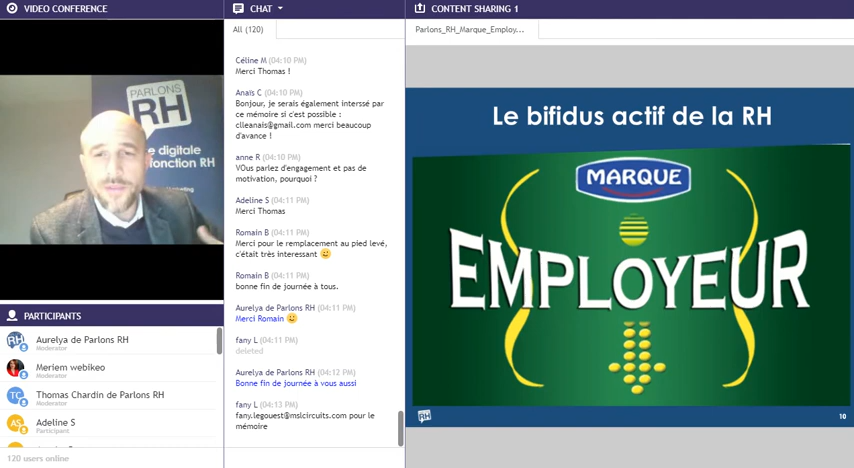 VIDEO CONFERENCE
PARLONS
RH
e digitale
fonction RH
PARTICIPANTS
RH
Aurelya de Parlons RH
Moderator
Meriem webikeo
Moderator
TC
Thomas Chardin de Parlons RH
Moderator
AS
Adeline S
Participant
120 users online
CHAT
All (120)
Céline M (04:10 PM)
Merci Thomas !
Anaïs C (04:10 PM)
Bonjour, je serais également interssé par
ce mémoire si c'est possible :
clleanais@gmail.com merci beaucoup
d'avance !
anne R (04:10 PM)
VOus parlez d'engagement et pas de
motivation, pourquoi ?
Adeline S (04:11 PM)
Merci Thomas
Romain B (04:11 PM)
Merci pour le remplacement au pied levé,
c'était très interessant
Romain B (04:11 PM)
bonne fin de journée à tous.
Aurelya de Parlons RH (04:11 PM)
Merci Romain
fany L (04:11 PM)
deleted
Aurelya de Parlons RH (04:12 PM)
Bonne fin de journée à vous aussi
fany L (04:13 PM)
fany.legouest@mslcircuits.com pour le
mémoire
CONTENT SHARING 1
Parlons_RH_Marque_Employ...
Le bifidus actif de la RH
MARQUE
EMPLOYEUR
RH
10